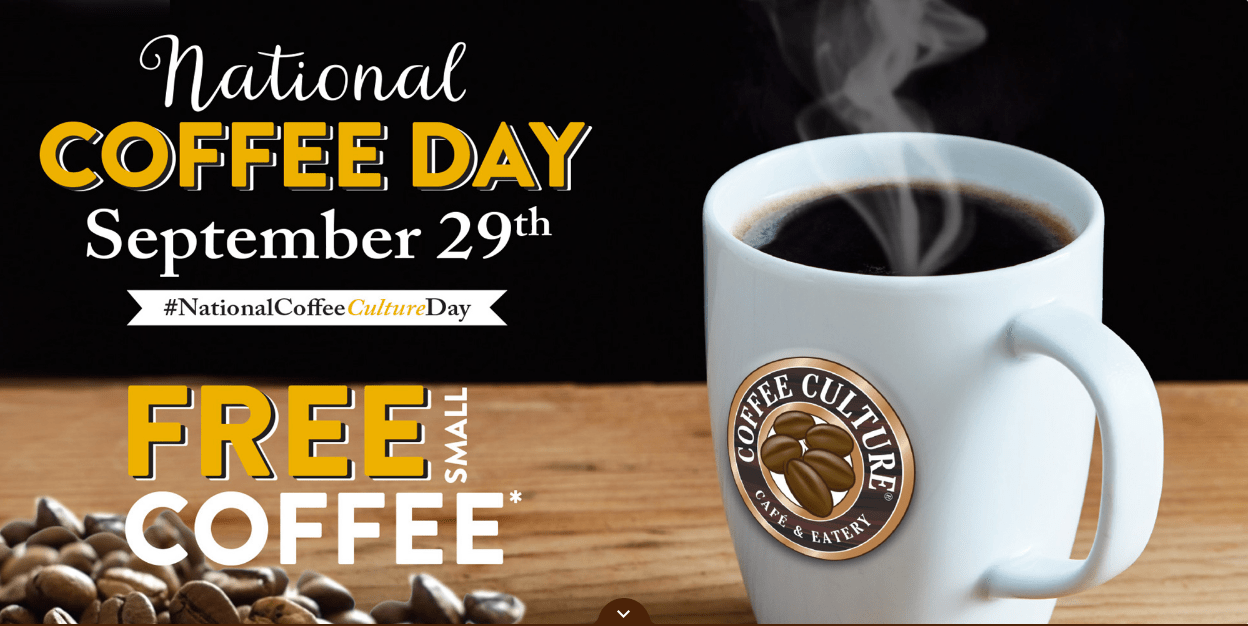 National
COFFEE DAY
September 29th
#NationalCoffeeCultureDay
FREE SMALL
COFFEE*
COFFEE CULTURE®
CAFÉ & EATERY